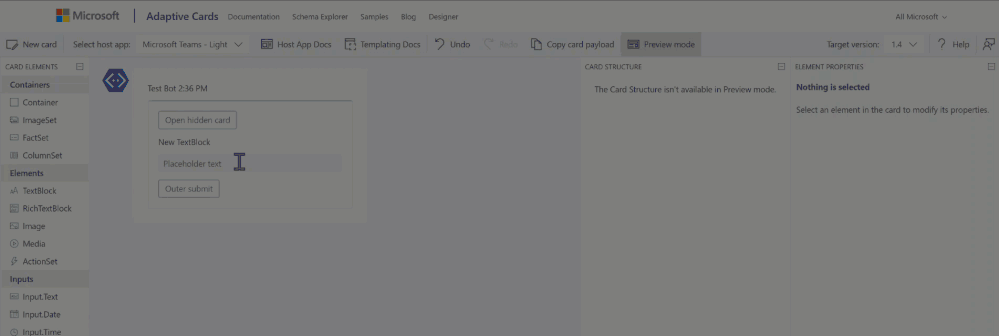 Microsoft Adaptive Cards Documentation Schema Explorer Samples Blog Designer All Microsoft
New card Select host app: Microsoft Teams - Light Host App Docs Templating Docs Undo Redo Copy card payload Preview mode Target version: 1.4 Help
CARD ELEMENTS
Containers
Container
ImageSet
FactSet
ColumnSet
Elements
TextBlock
RichTextBlock
Image
Media
ActionSet
Inputs
Input.Text
Input.Date
Input.Time
Test Bot 2:36 PM
Open hidden card
New TextBlock
Placeholder text
Outer submit
CARD STRUCTURE
The Card Structure isn't available in Preview mode.
ELEMENT PROPERTIES
Nothing is selected
Select an element in the card to modify its properties.